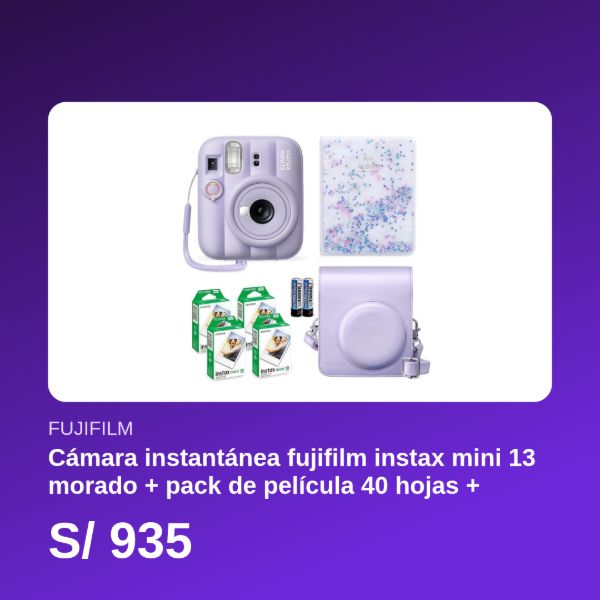 FUJIFILM
Cámara instantánea fujifilm instax mini 13
morado + pack de película 40 hojas +
S/ 935